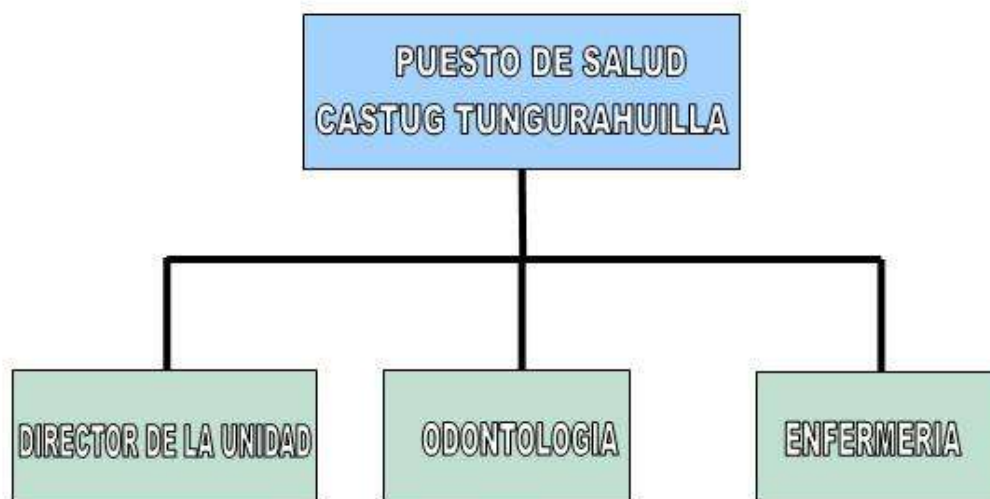 PUESTO DE SALUD
CASTUG TUNGURAHUILLA
DIRECTOR DE LA UNIDAD
ODONTOLOGIA
ENFERMERIA